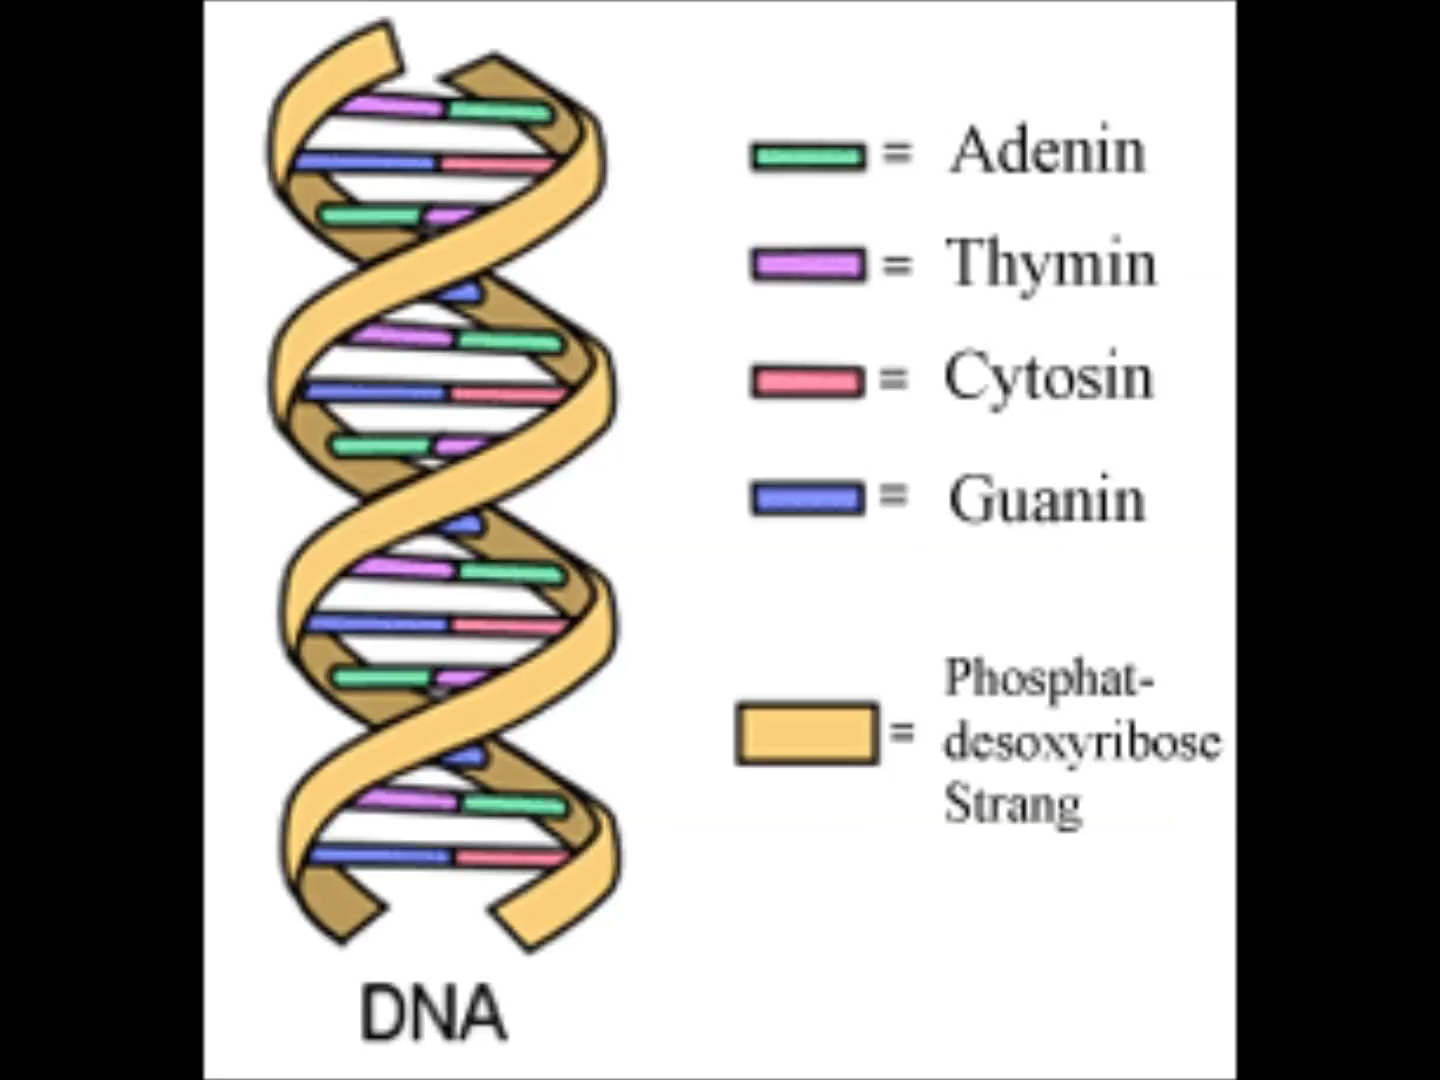 = Adenin
= Thymin
= Cytosin
= Guanin
= Phosphat-
desoxyribose
Strang
DNA